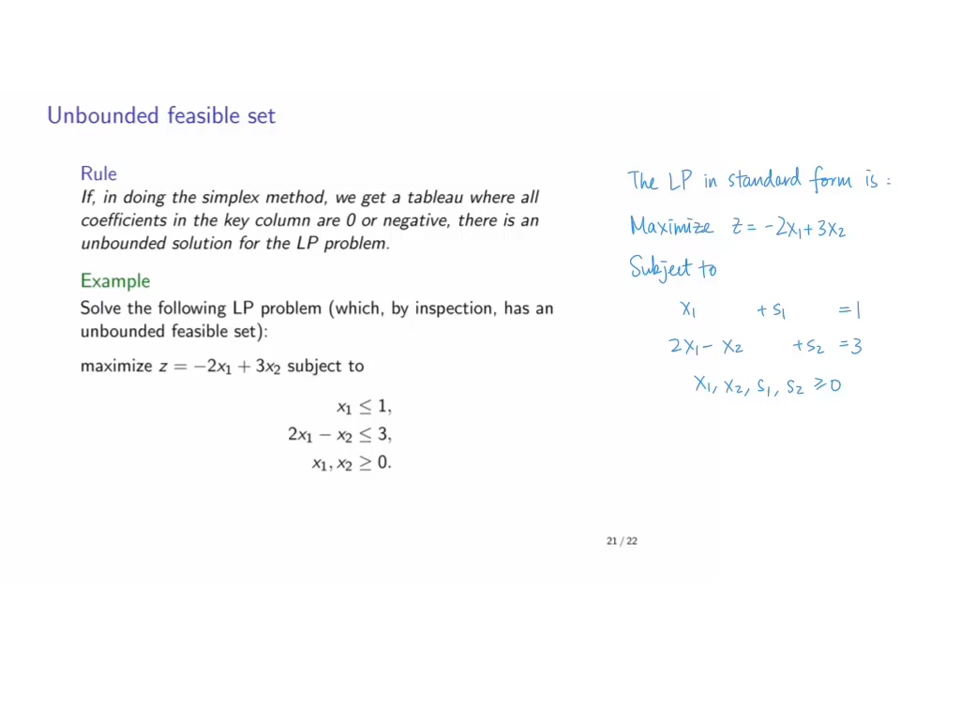 Unbounded feasible set
Rule
If, in doing the simplex method, we get a tableau where all
coefficients in the key column are 0 or negative, there is an
unbounded solution for the LP problem.
Example
Solve the following LP problem (which, by inspection, has an
unbounded feasible set):
maximize z = −2x₁ + 3x₂ subject to
x₁ ≤ 1,
2x₁ − x₂ ≤ 3,
x₁, x₂ ≥ 0.
21 / 22
The LP in standard form is :
Maximize z = -2x₁ + 3x₂
Subject to
x₁ + s₁ = 1
2x₁ - x₂ + s₂ = 3
x₁, x₂, s₁, s₂ ≥ 0